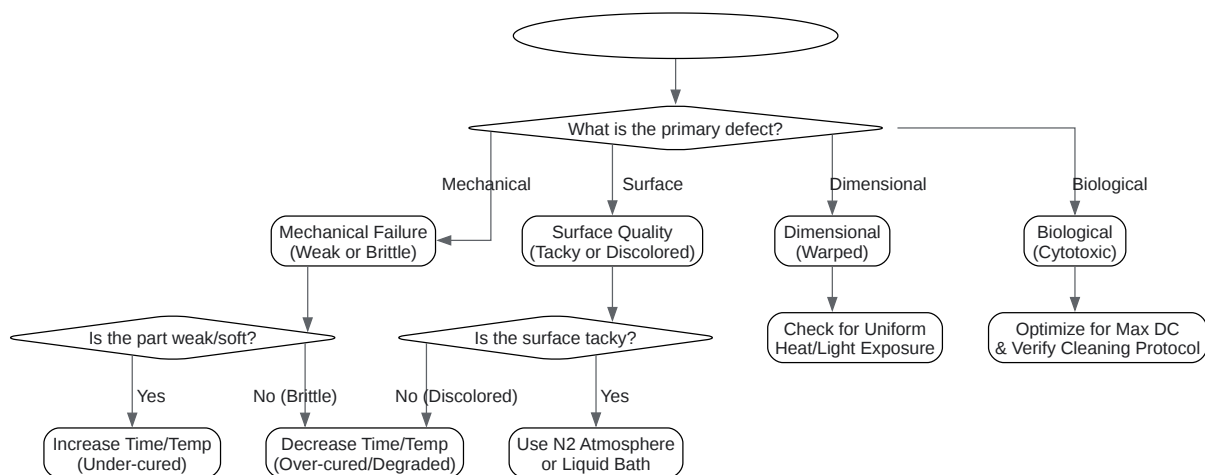 What is the primary defect?
Mechanical
Surface
Dimensional
Biological
Mechanical Failure
(Weak or Brittle)
Surface Quality
(Tacky or Discolored)
Dimensional
(Warped)
Biological
(Cytotoxic)
Is the part weak/soft?
Is the surface tacky?
Check for Uniform
Heat/Light Exposure
Optimize for Max DC
& Verify Cleaning Protocol
Yes
No (Brittle)
No (Discolored)
Yes
Increase Time/Temp
(Under-cured)
Decrease Time/Temp
(Over-cured/Degraded)
Use N2 Atmosphere
or Liquid Bath